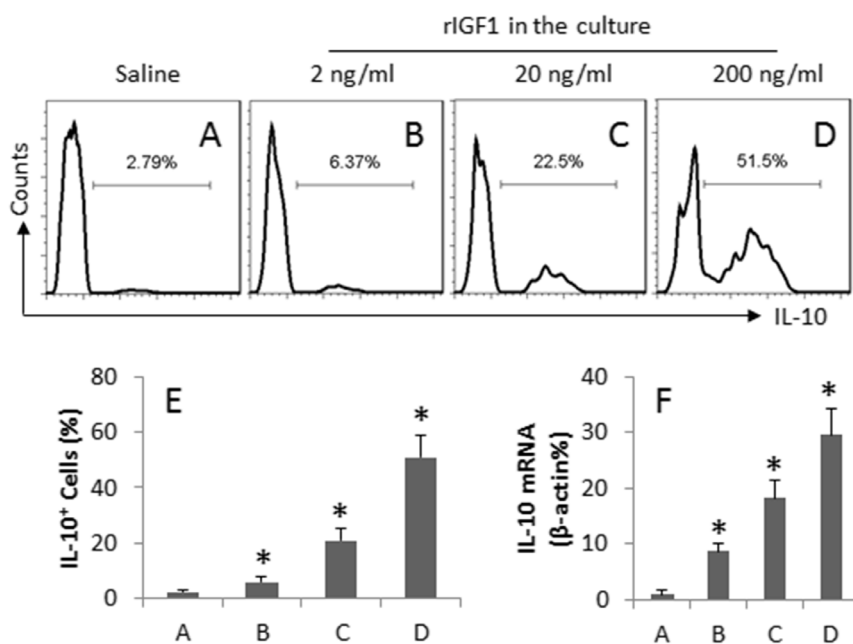 rIGF1 in the culture
Saline 2 ng/ml 20 ng/ml 200 ng/ml
A B C D
2.79% 6.37% 22.5% 51.5%
Counts
IL-10
E
IL-10⁺ Cells (%)
80
60
40
20
0
* * *
A B C D
F
IL-10 mRNA
(β-actin%)
40
30
20
10
0
* * *
A B C D